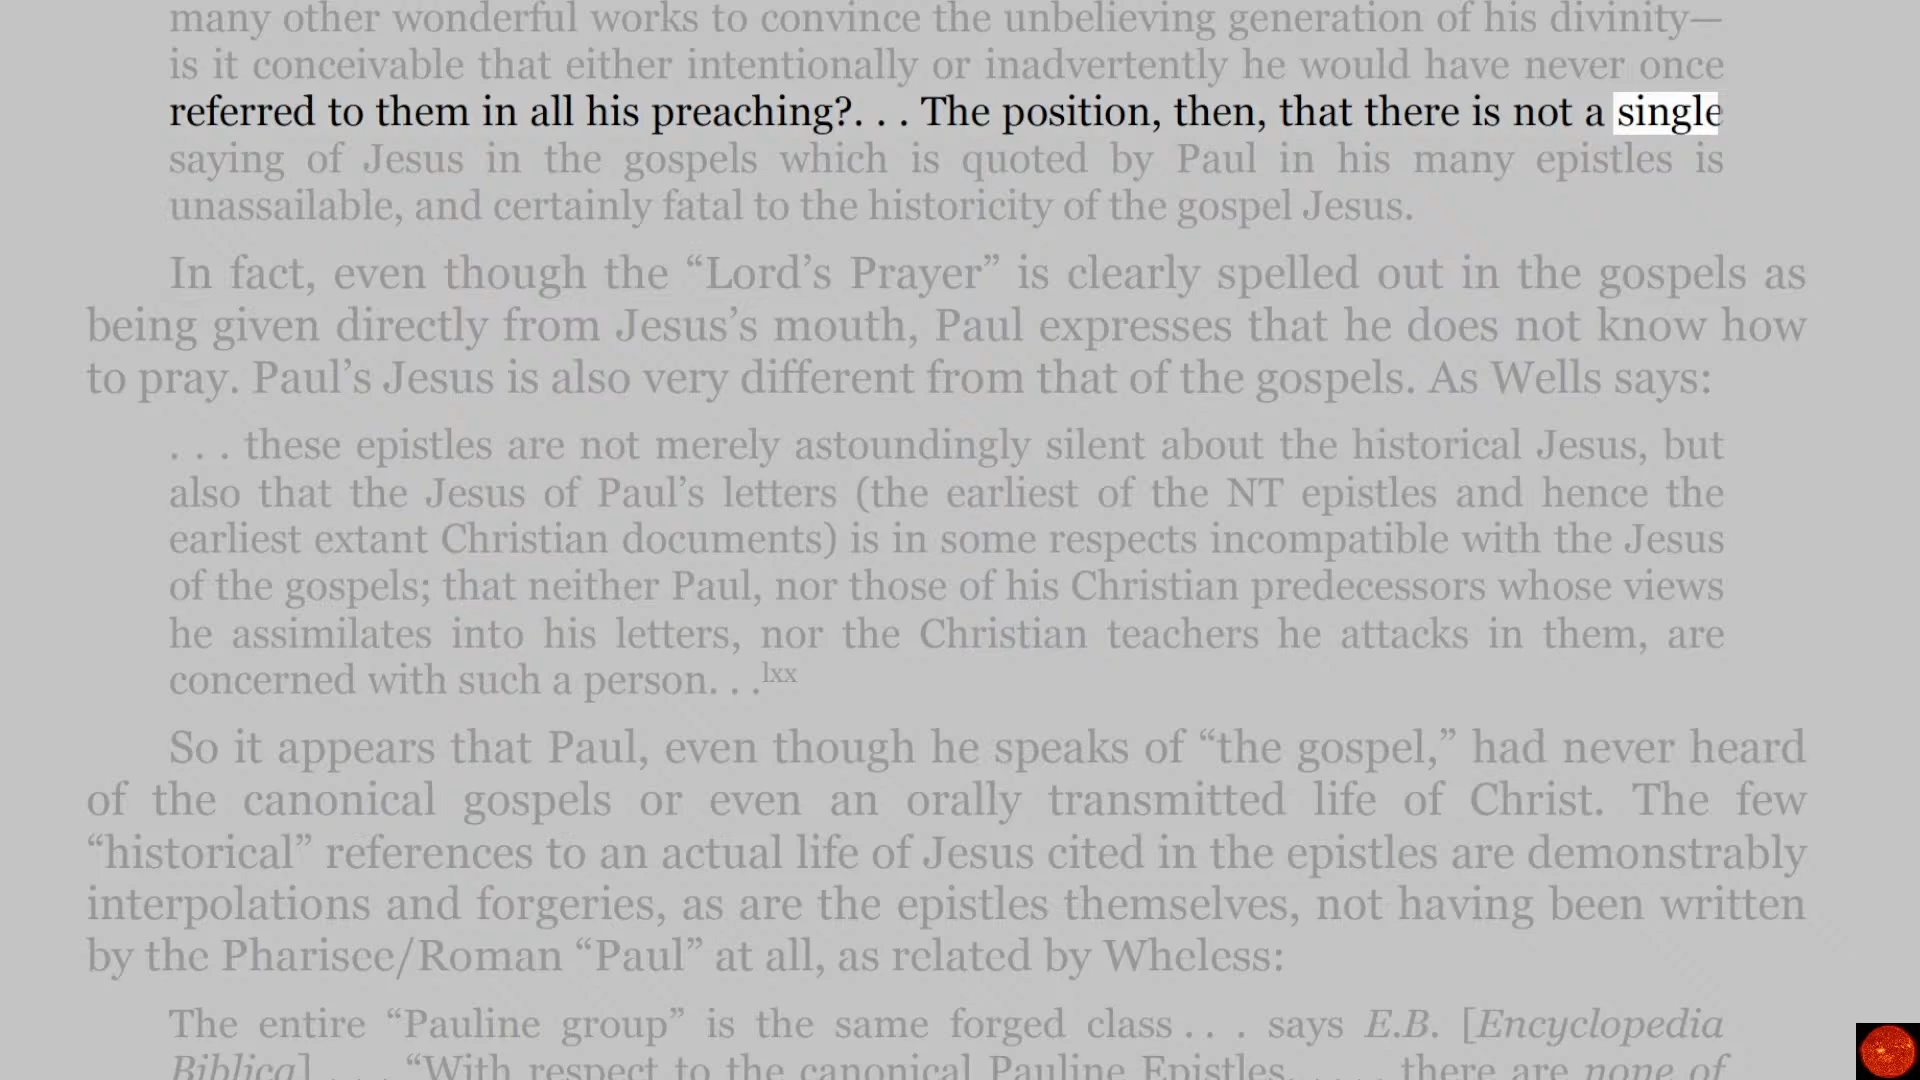 many other wonderful works to convince the unbelieving generation of his divinity—
is it conceivable that either intentionally or inadvertently he would have never once
referred to them in all his preaching?. . . The position, then, that there is not a single
saying of Jesus in the gospels which is quoted by Paul in his many epistles is
unassailable, and certainly fatal to the historicity of the gospel Jesus.
In fact, even though the “Lord’s Prayer” is clearly spelled out in the gospels as
being given directly from Jesus’s mouth, Paul expresses that he does not know how
to pray. Paul’s Jesus is also very different from that of the gospels. As Wells says:
. . . these epistles are not merely astoundingly silent about the historical Jesus, but
also that the Jesus of Paul’s letters (the earliest of the NT epistles and hence the
earliest extant Christian documents) is in some respects incompatible with the Jesus
of the gospels; that neither Paul, nor those of his Christian predecessors whose views
he assimilates into his letters, nor the Christian teachers he attacks in them, are
concerned with such a person. . .lxx
So it appears that Paul, even though he speaks of “the gospel,” had never heard
of the canonical gospels or even an orally transmitted life of Christ. The few
“historical” references to an actual life of Jesus cited in the epistles are demonstrably
interpolations and forgeries, as are the epistles themselves, not having been written
by the Pharisee/Roman “Paul” at all, as related by Wheless:
The entire “Pauline group” is the same forged class . . . says E.B. [Encyclopedia
Biblica] . . . “With respect to the canonical Pauline Epistles, . . . . there are none of